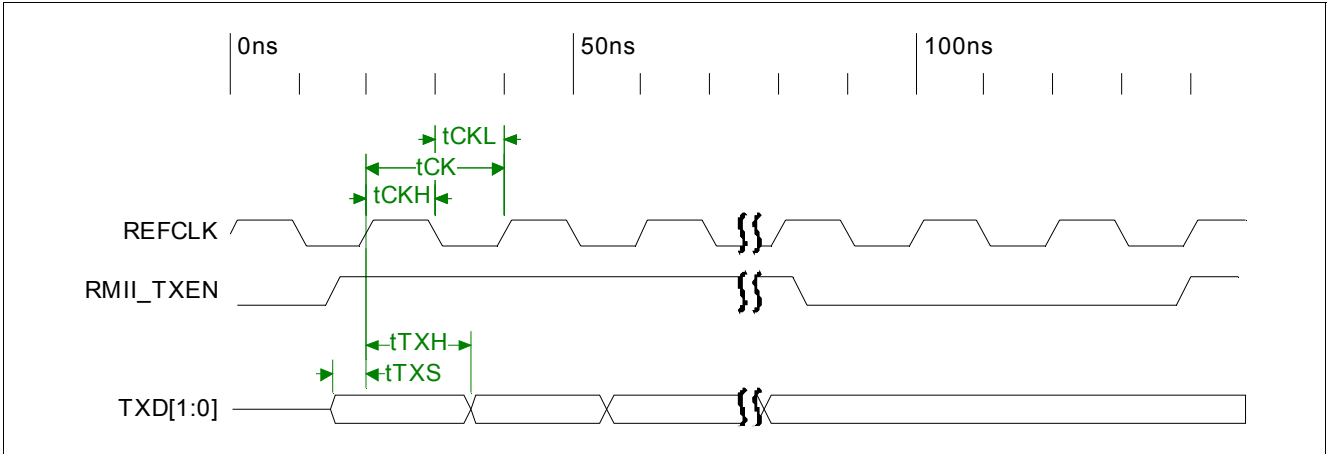 0ns 50ns 100ns
tCKL
tCK
tCKH
REFCLK
RMII_TXEN
tTXH
tTXS
TXD[1:0]